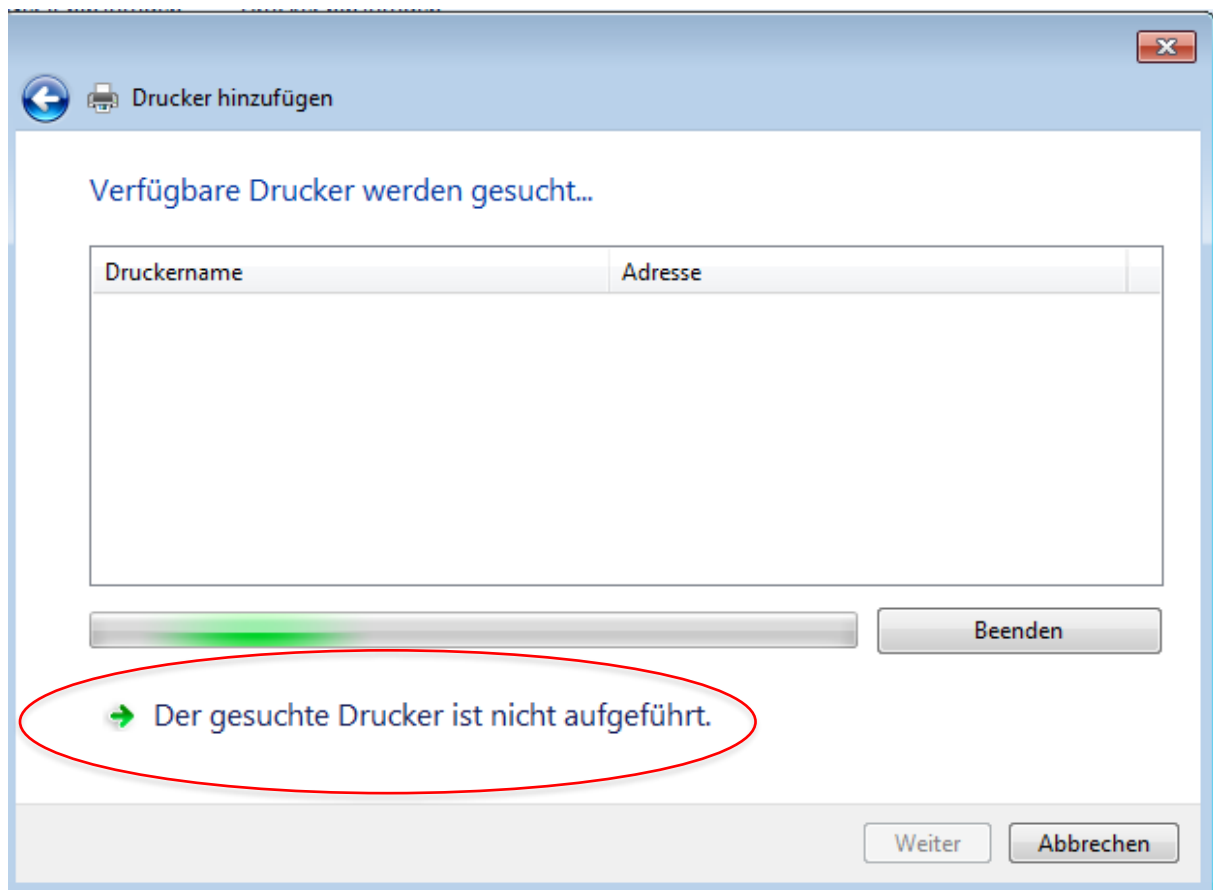 Drucker hinzufügen
Verfügbare Drucker werden gesucht...
Druckername Adresse
Beenden
Der gesuchte Drucker ist nicht aufgeführt.
Weiter Abbrechen